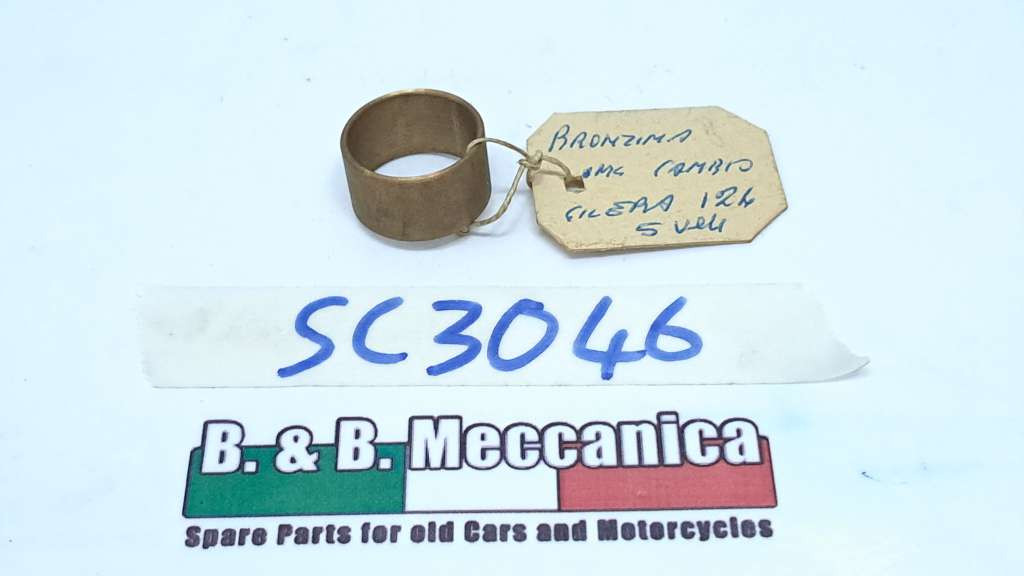 BRONZINA
CAMBIO
GILERA 124
5 Vel
SC3046
B. & B. Meccanica
Spare Parts for old Cars and Motorcycles